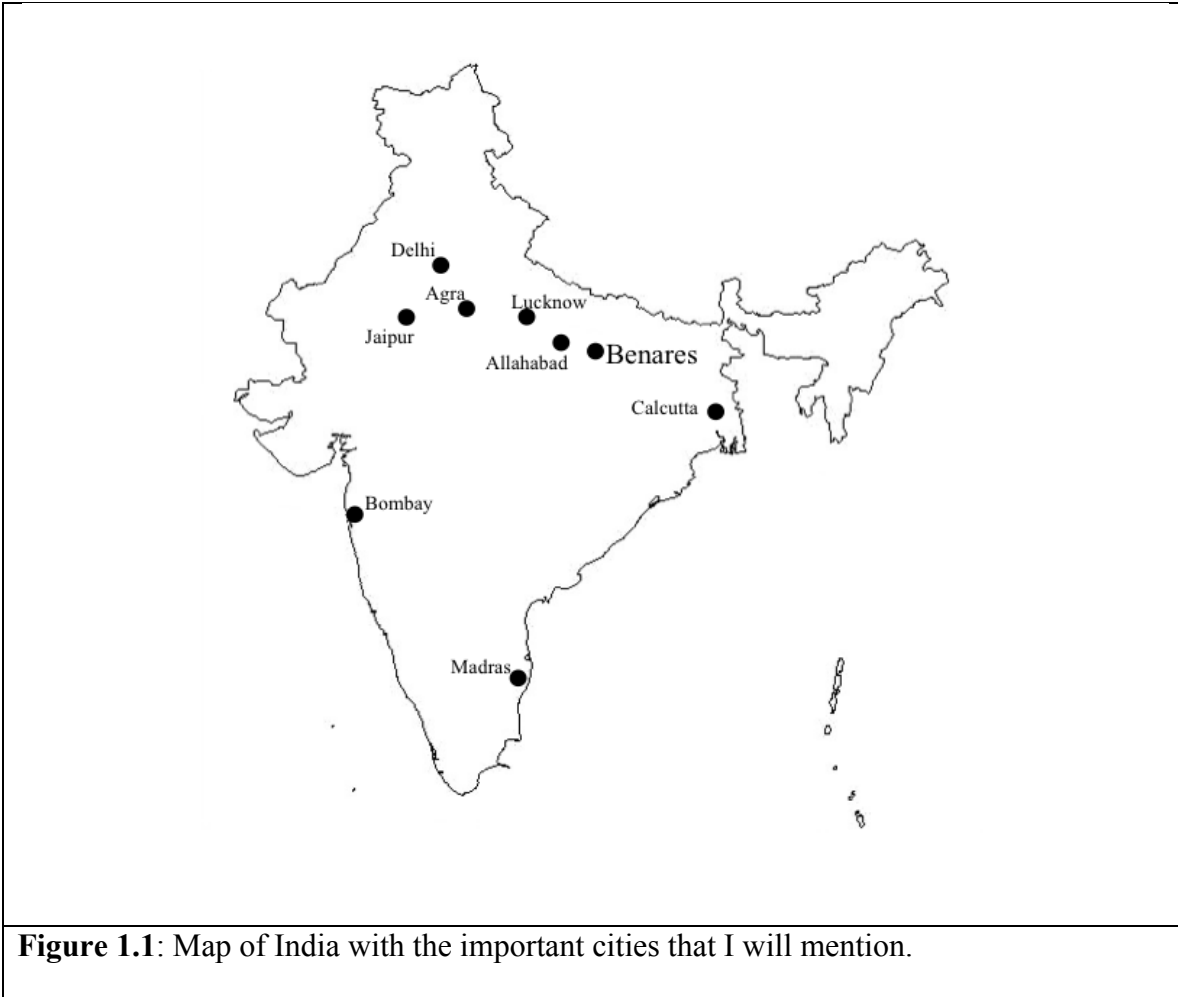 Delhi
Agra
Lucknow
Jaipur
Allahabad
Benares
Calcutta
Bombay
Madras
Figure 1.1: Map of India with the important cities that I will mention.